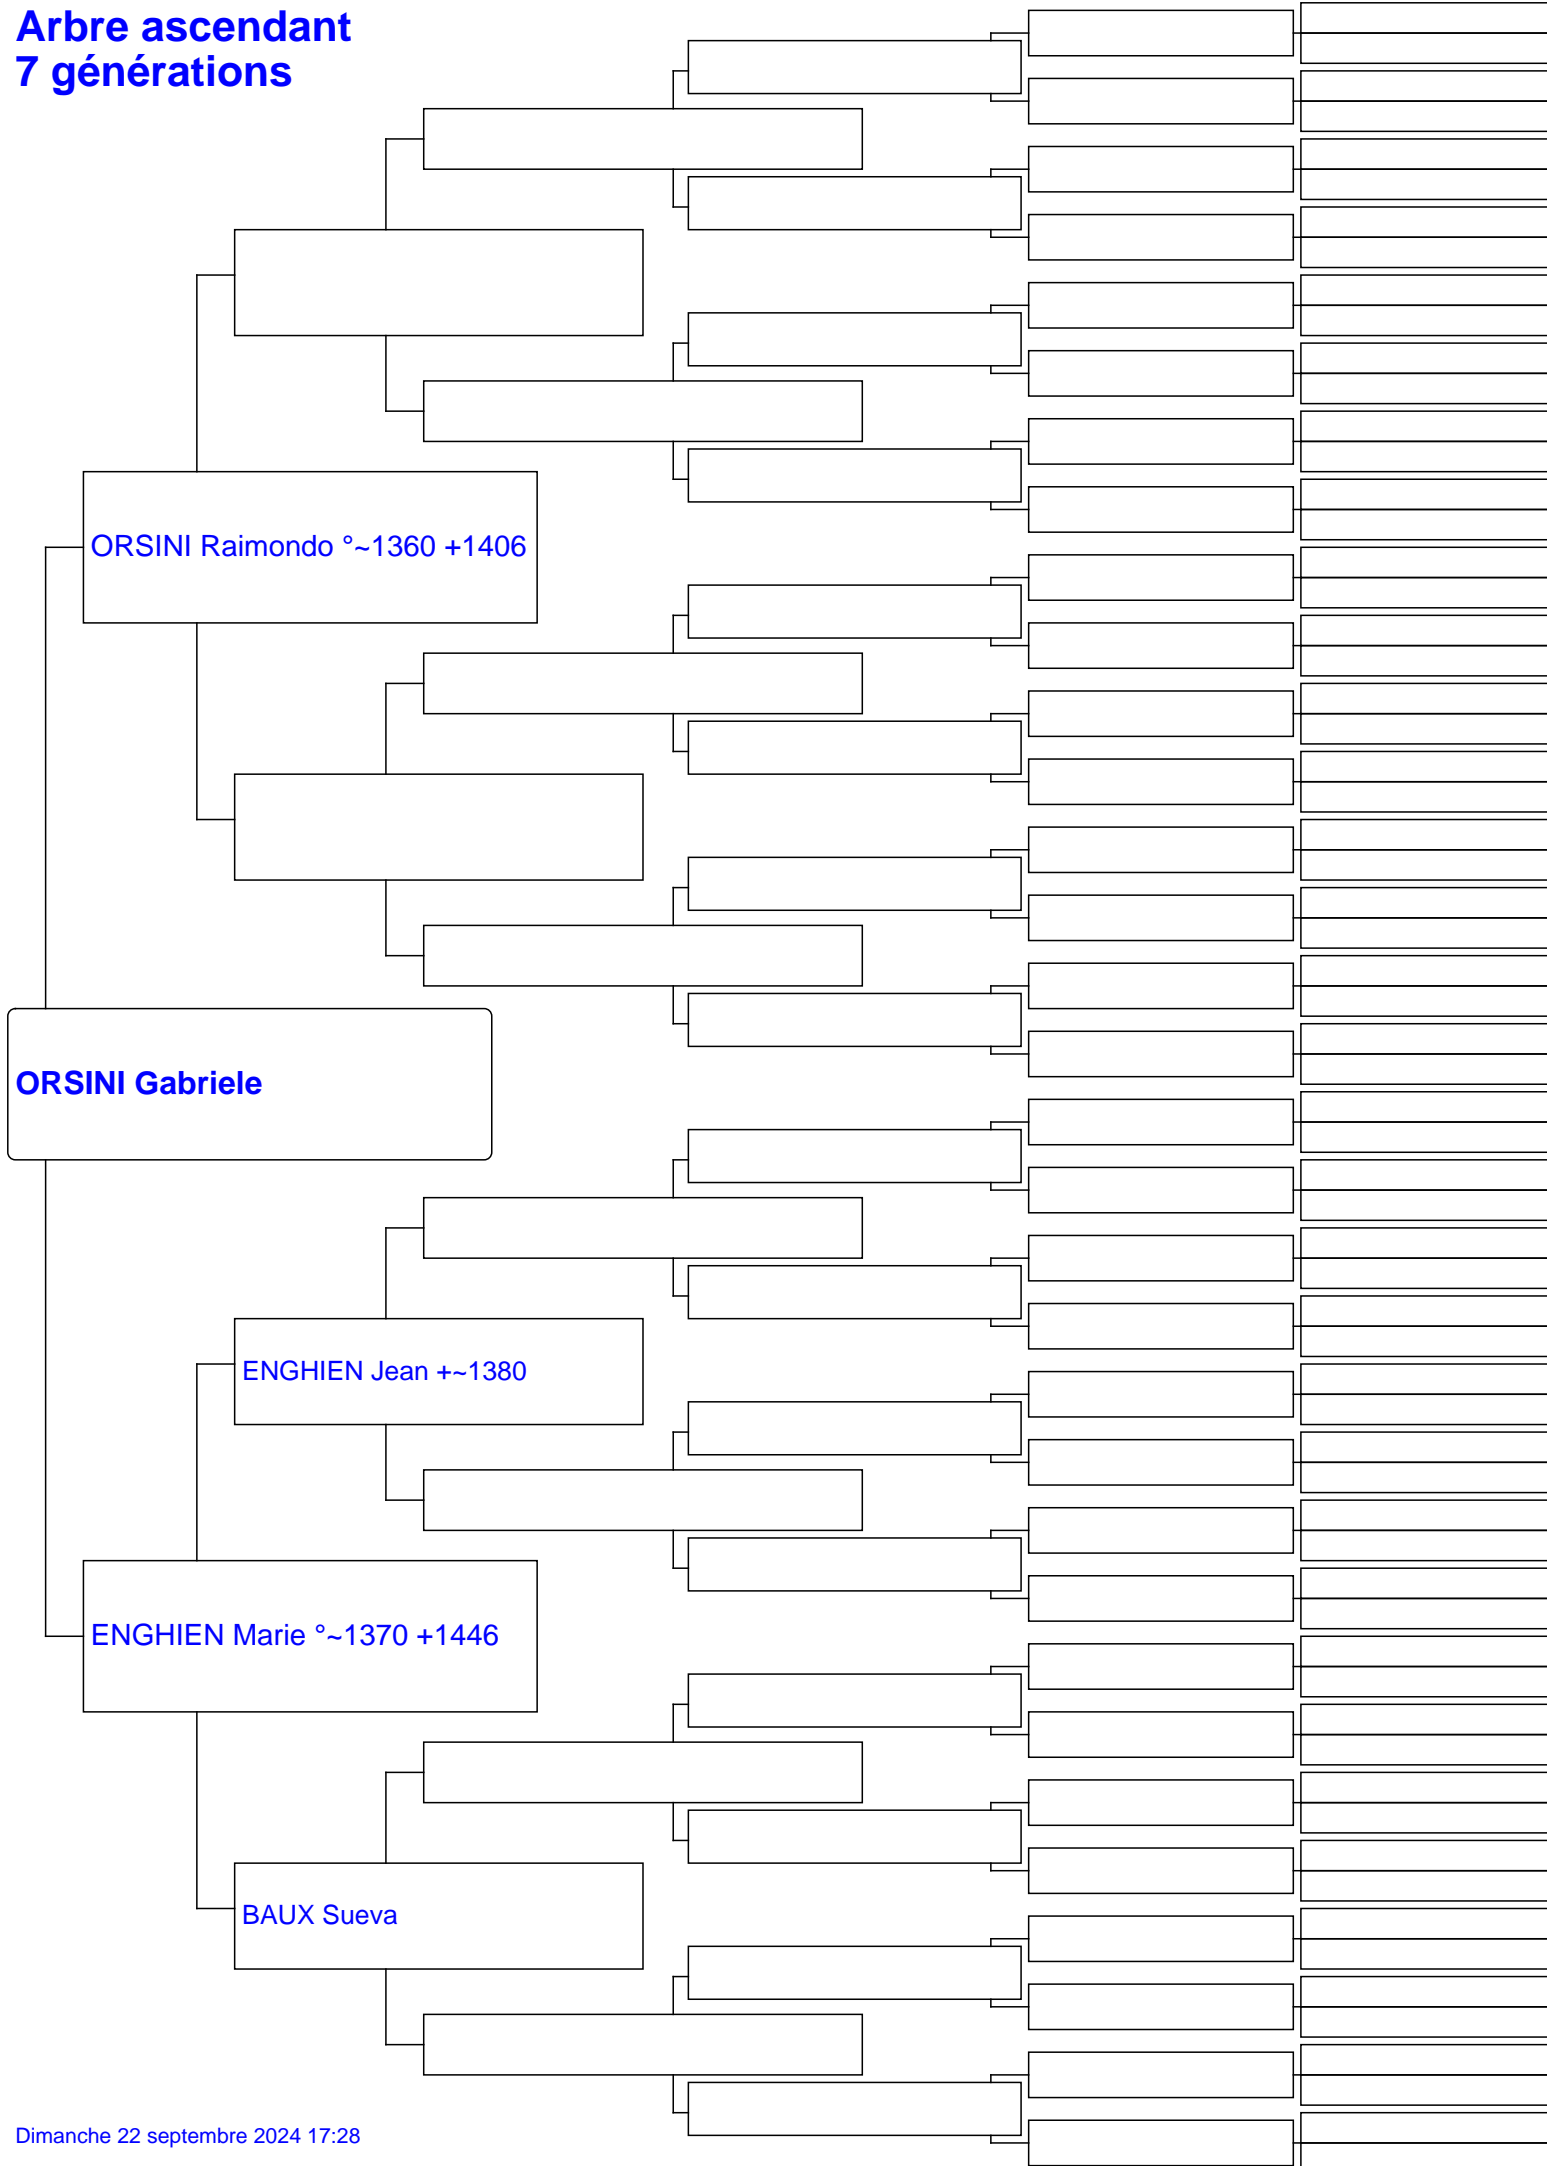 Arbre ascendant
7 générations
ORSINI Raimondo °~1360 +1406
ORSINI Gabriele
ENGHIEN Jean +~1380
ENGHIEN Marie °~1370 +1446
BAUX Sueva
Dimanche 22 septembre 2024 17:28